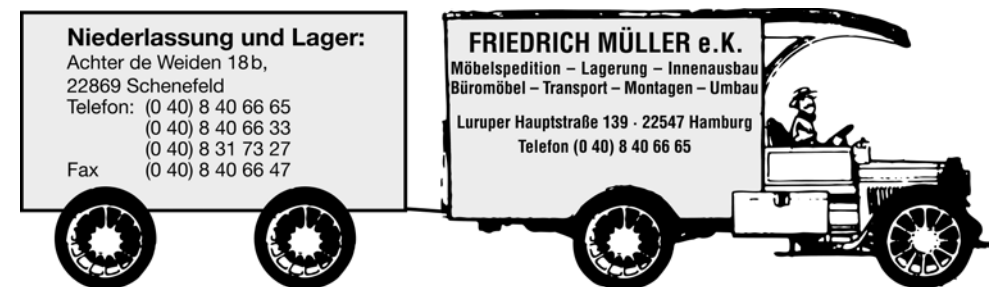 Niederlassung und Lager:
Achter de Weiden 18 b,
22869 Schenefeld
Telefon: (0 40) 8 40 66 65
(0 40) 8 40 66 33
(0 40) 8 31 73 27
Fax (0 40) 8 40 66 47
FRIEDRICH MÜLLER e.K.
Möbelspedition – Lagerung – Innenausbau
Büromöbel – Transport – Montagen – Umbau
Luruper Hauptstraße 139 · 22547 Hamburg
Telefon (0 40) 8 40 66 65